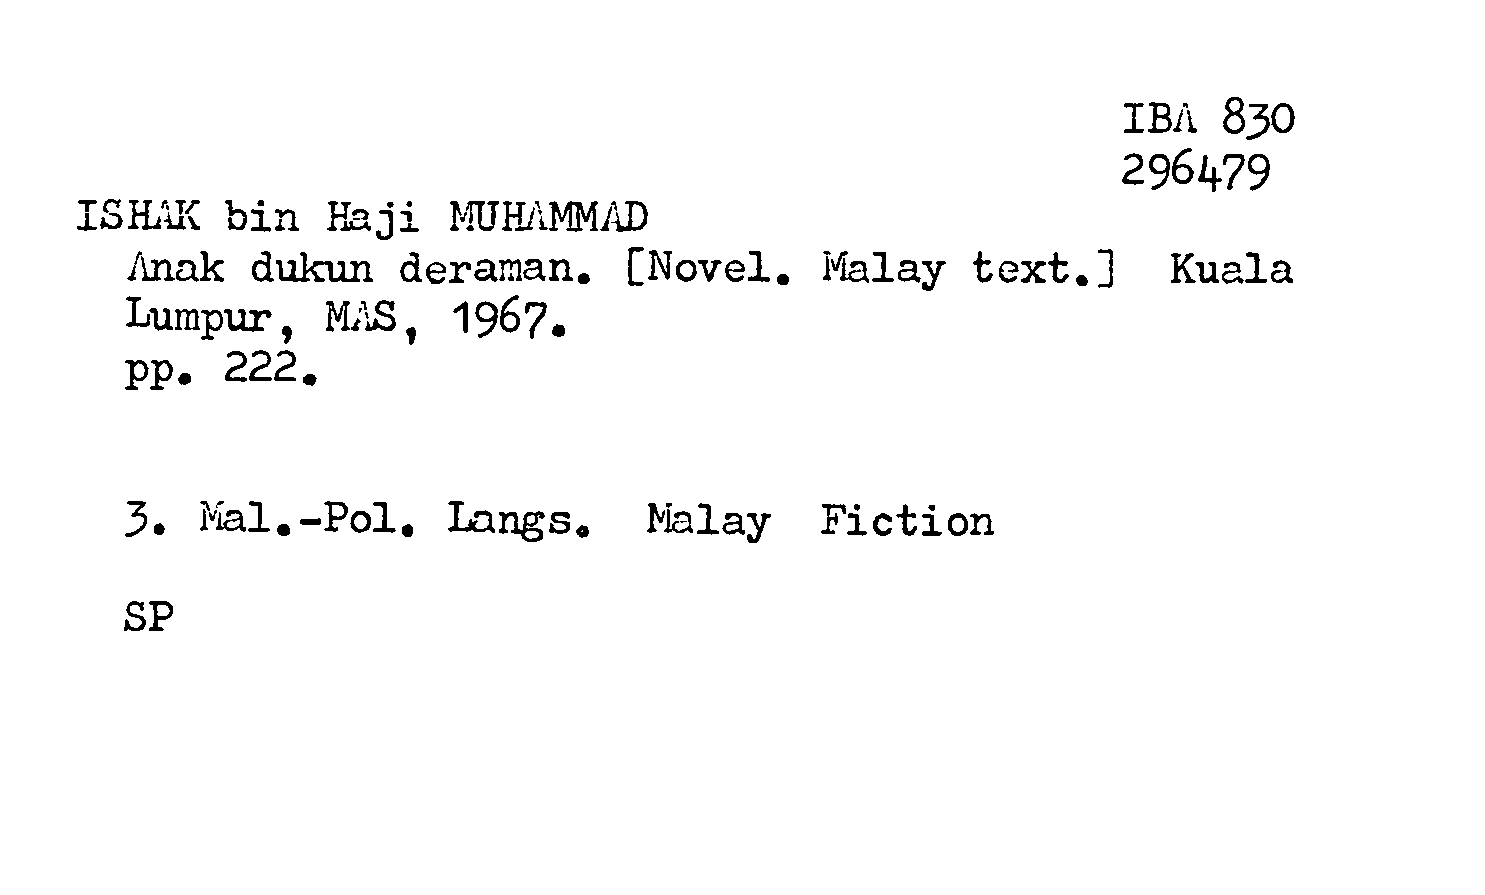 IBA 830
296479
ISHAK bin Haji MUHAMMAD
Anak dukun deraman. [Novel. Malay text.] Kuala
Lumpur, MAS, 1967.
pp. 222.
3. Mal.-Pol. Langs. Malay Fiction
SP